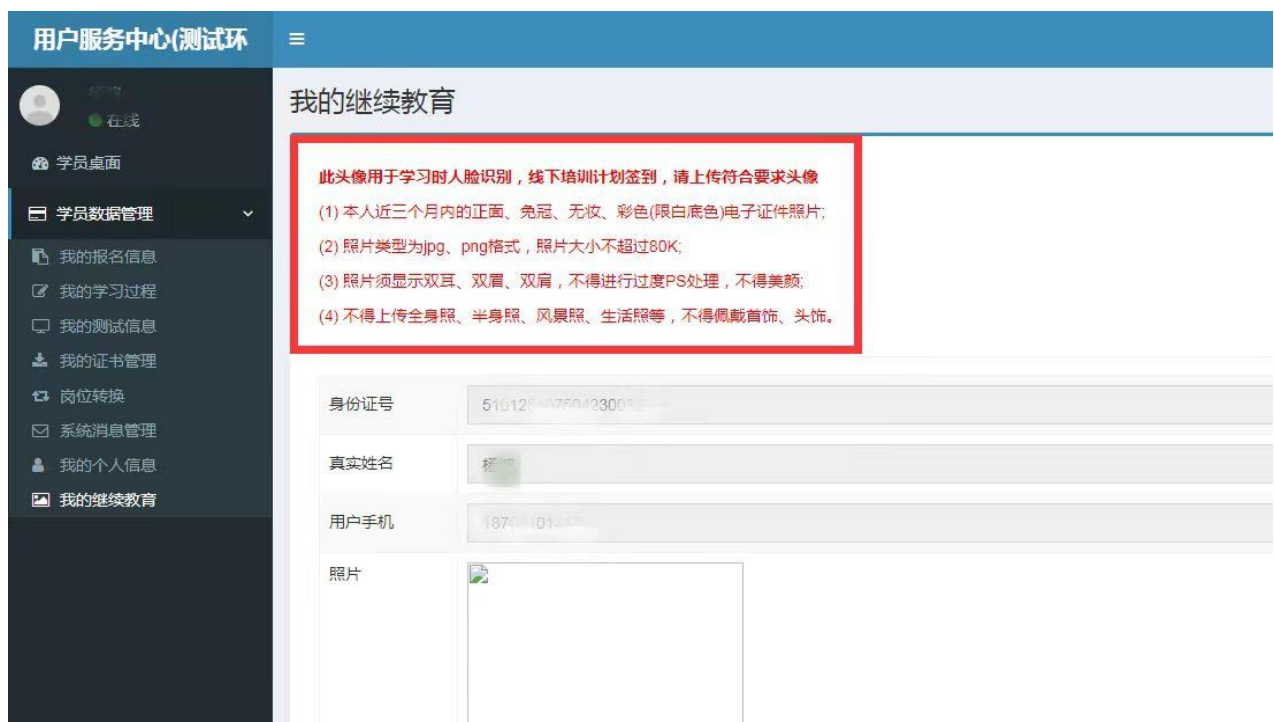 用户服务中心(测试环
在线
学员桌面
学员数据管理
我的报名信息
我的学习过程
我的测试信息
我的证书管理
岗位转换
系统消息管理
我的个人信息
我的继续教育
我的继续教育
此头像用于学习时人脸识别，线下培训计划签到，请上传符合要求头像
(1) 本人近三个月内的正面、免冠、无妆、彩色(限白底色)电子证件照片;
(2) 照片类型为jpg、png格式，照片大小不超过80K;
(3) 照片须显示双耳、双眉、双肩，不得进行过度PS处理，不得美颜;
(4) 不得上传全身照、半身照、风景照、生活照等，不得佩戴首饰、头饰。
身份证号
真实姓名
用户手机
照片